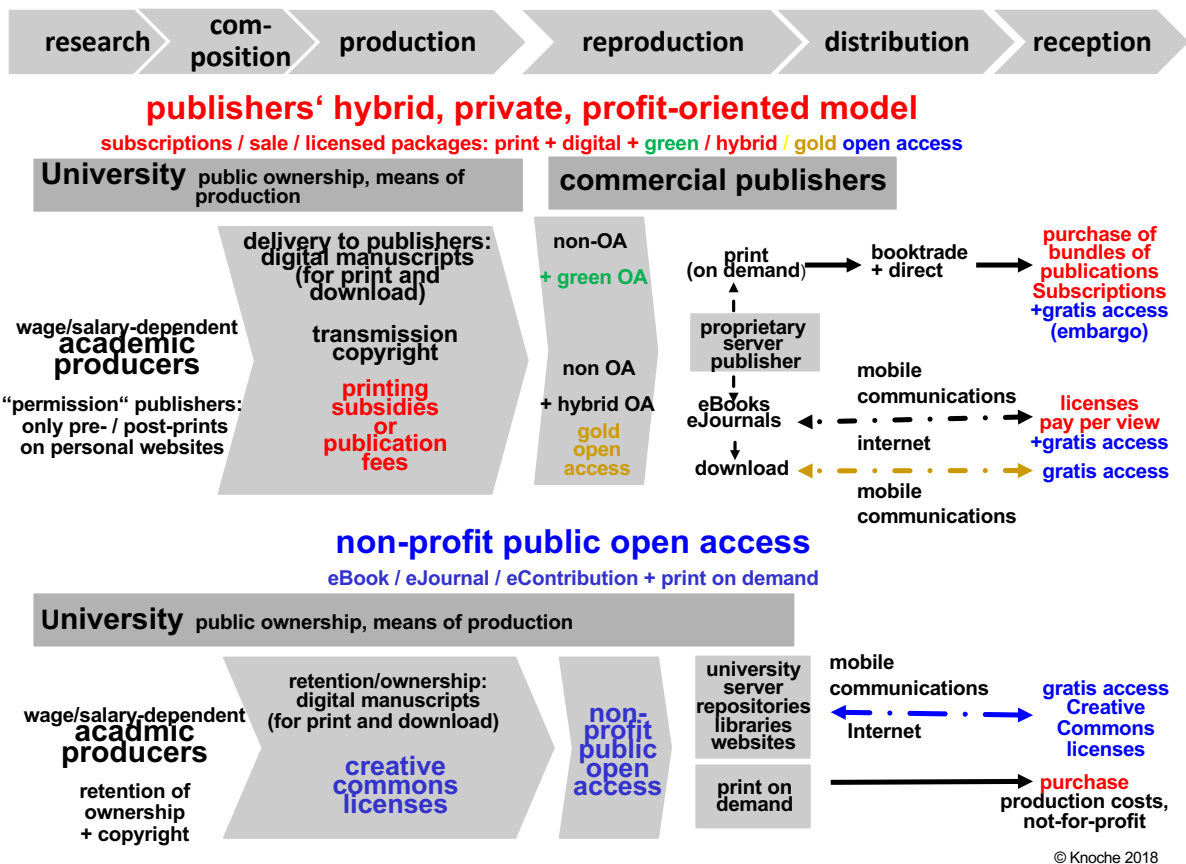 research
com-
position
production
reproduction
distribution
reception
publishers‘ hybrid, private, profit-oriented model
subscriptions / sale / licensed packages: print + digital + green / hybrid / gold open access
University public ownership, means of
production
commercial publishers
wage/salary-dependent
academic
producers
“permission“ publishers:
only pre- / post-prints
on personal websites
delivery to publishers:
digital manuscripts
(for print and
download)
transmission
copyright
printing
subsidies
or
publication
fees
non-OA
+ green OA
non OA
+ hybrid OA
gold
open
access
print
(on demand)
proprietary
server
publisher
eBooks
eJournals
download
booktrade
+ direct
mobile
communications
internet
mobile
communications
purchase of
bundles of
publications
Subscriptions
+gratis access
(embargo)
licenses
pay per view
+gratis access
gratis access
non-profit public open access
eBook / eJournal / eContribution + print on demand
University public ownership, means of production
wage/salary-dependent
acadmic
producers
retention of
ownership
+ copyright
retention/ownership:
digital manuscripts
(for print and download)
creative
commons
licenses
non-
profit
public
open
access
university
server
repositories
libraries
websites
print on
demand
mobile
communications
Internet
gratis access
Creative
Commons
licenses
purchase
production costs,
not-for-profit
© Knoche 2018